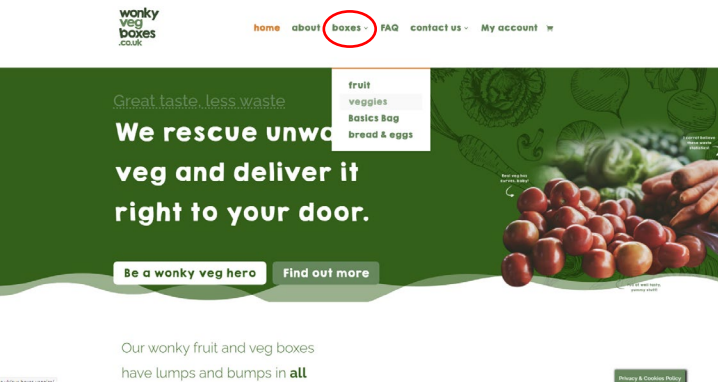 wonky
veg
boxes
.co.uk
home about boxes FAQ contact us My account
fruit
veggies
Basics Bag
bread & eggs
Great taste, less waste
We rescue unwo
veg and deliver it
right to your door.
Be a wonky veg hero Find out more
Our wonky fruit and veg boxes
have lumps and bumps in all
Privacy & Cookies Policy